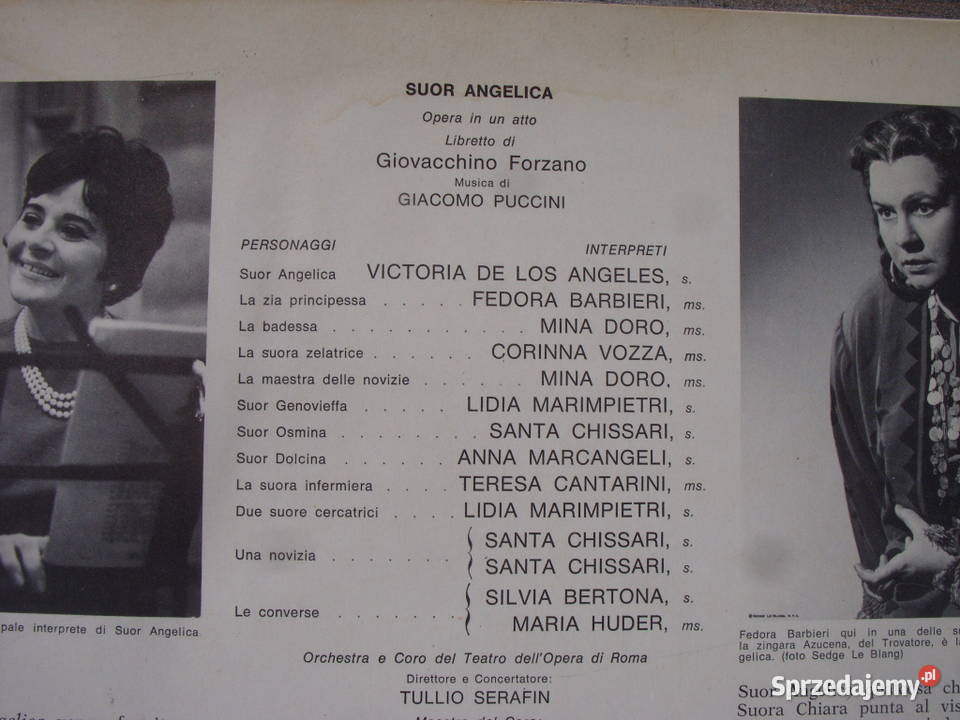 SUOR ANGELICA
Opera in un atto
Libretto di
Giovacchino Forzano
Musica di
GIACOMO PUCCINI
PERSONAGGI INTERPRETI
Suor Angelica VICTORIA DE LOS ANGELES, s.
La zia principessa . . . . . FEDORA BARBIERI, ms.
La badessa . . . . . . . . . . . MINA DORO, ms.
La suora zelatrice . . . . . . CORINNA VOZZA, ms.
La maestra delle novizie . . . . . . MINA DORO, ms.
Suor Genovieffa . . . . . LIDIA MARIMPIETRI, s.
Suor Osmina . . . . . . . . SANTA CHISSARI, s.
Suor Dolcina . . . . . . ANNA MARCANGELI, s.
La suora infermiera . . . . TERESA CANTARINI, ms.
Due suore cercatrici . . . . LIDIA MARIMPIETRI, s.
SANTA CHISSARI, s.
Una novizia . . . . . . .
SANTA CHISSARI, s.
SILVIA BERTONA, s.
Le converse . . . . . . .
MARIA HUDER, ms.
Orchestra e Coro del Teatro dell'Opera di Roma
Direttore e Concertatore:
TULLIO SERAFIN
Maestro del Coro:
pale interprete di Suor Angelica
Fedora Barbieri qui in una delle
la zingara Azucena, del Trovatore, è
gelica. (foto Sedge Le Blang)
Suor
Suora Chiara punta al
Sprzedajemy.pl